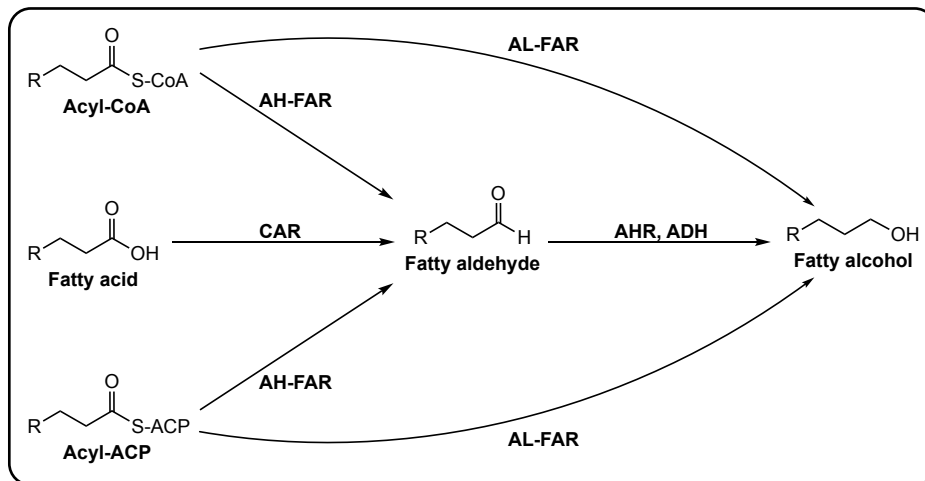 O
AL-FAR
R
S-CoA
Acyl-CoA
AH-FAR
O
O
R
OH
CAR
R
H
AHR, ADH
R
OH
Fatty acid
Fatty aldehyde
Fatty alcohol
O
AH-FAR
R
S-ACP
AL-FAR
Acyl-ACP